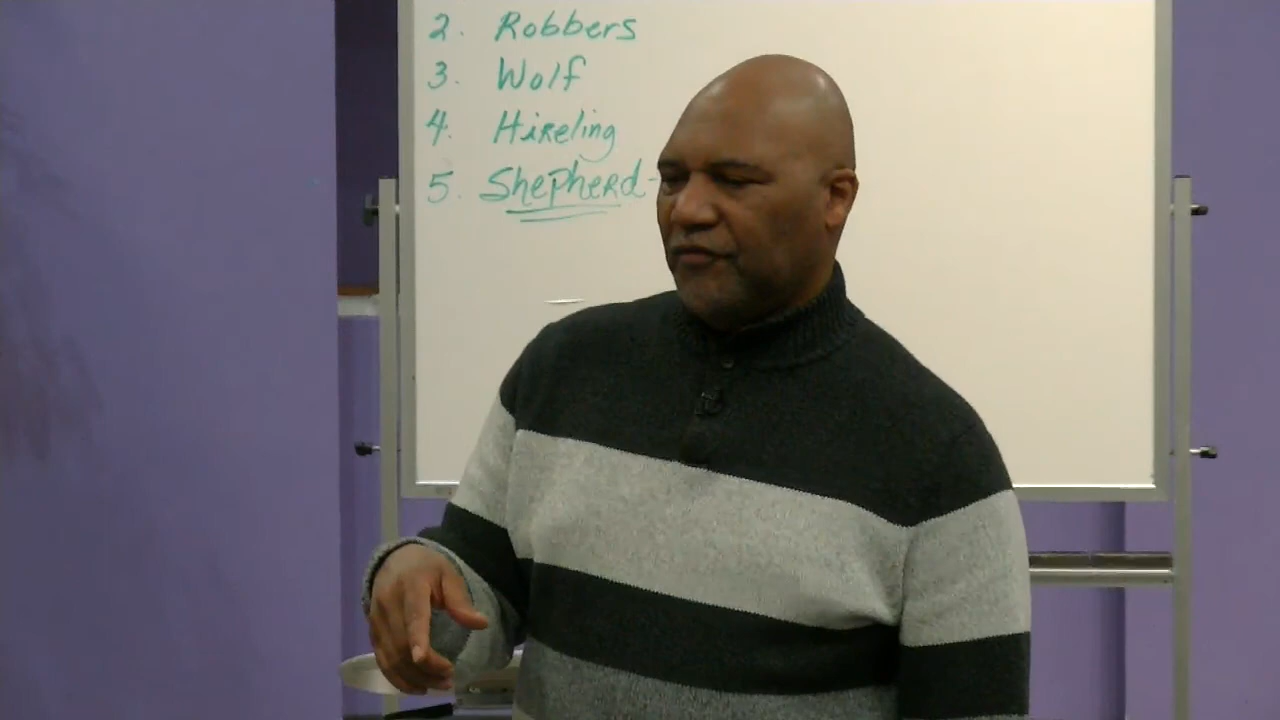 2. Robbers
3. Wolf
4. Hireling
5. Shepherd-